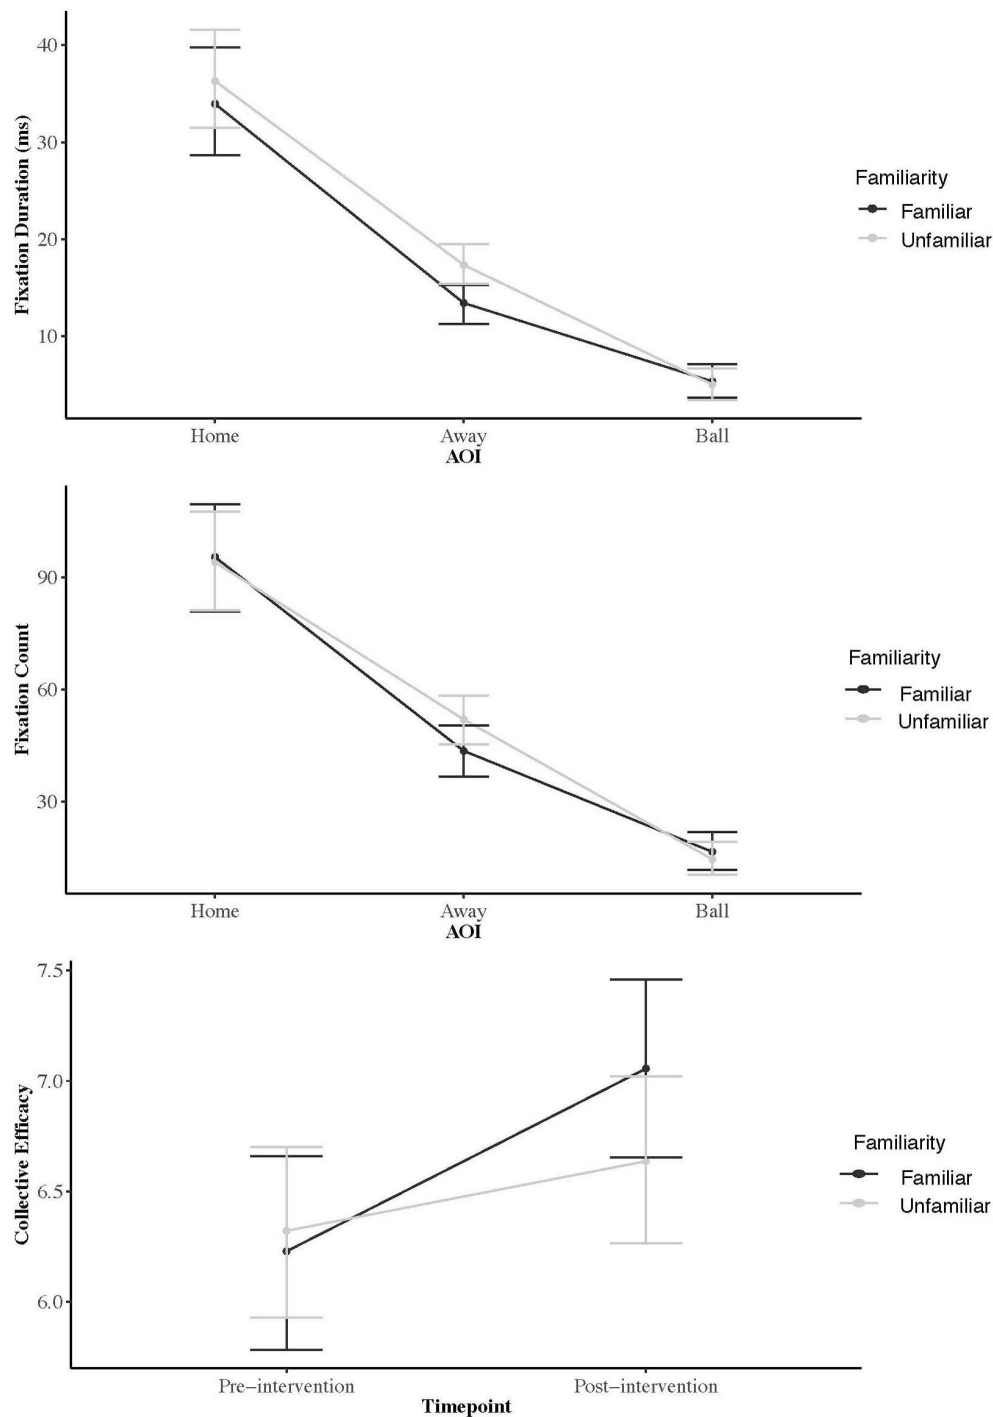 Fixation Duration (ms)
40
30
20
10
Home Away Ball
AOI
Familiarity
Familiar
Unfamiliar
Fixation Count
90
60
30
Home Away Ball
AOI
Familiarity
Familiar
Unfamiliar
Collective Efficacy
7.5
7.0
6.5
6.0
Pre−intervention Post−intervention
Timepoint
Familiarity
Familiar
Unfamiliar